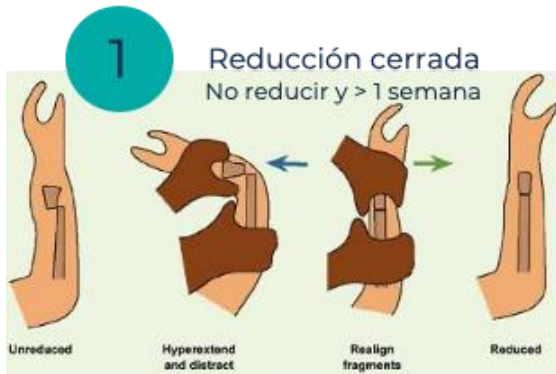 1
Reducción cerrada
No reducir y > 1 semana
Unreduced
Hyperextend
and distract
Realign
fragments
Reduced